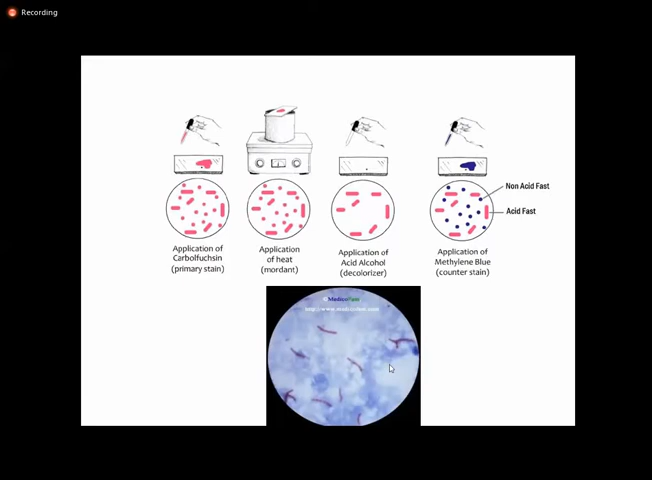 Recording
Non Acid Fast
Acid Fast
Application of
Carbolfuchsin
(primary stain)
Application
of heat
(mordant)
Application of
Acid Alcohol
(decolorizer)
Application of
Methylene Blue
(counter stain)